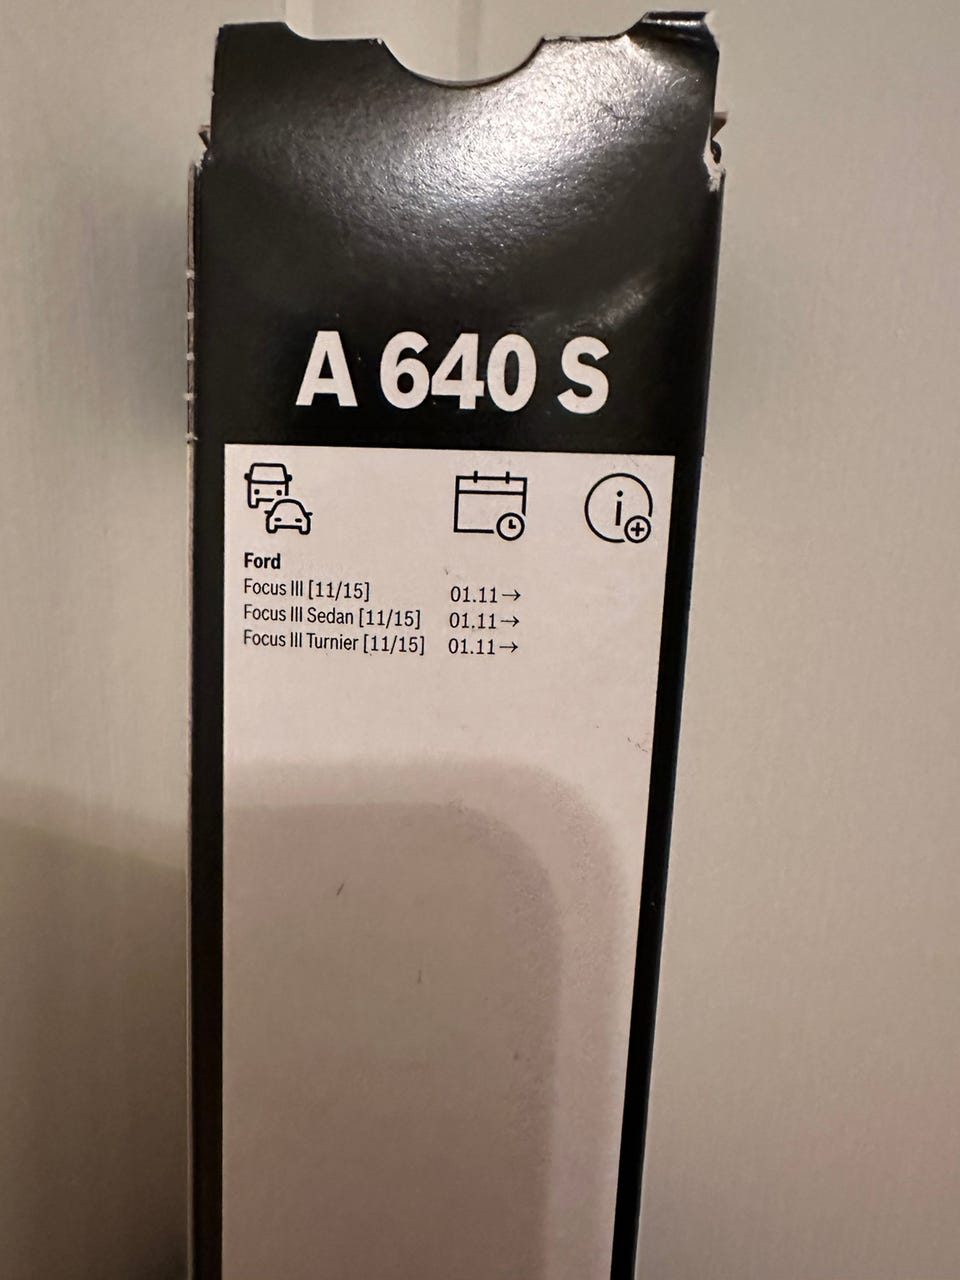 A 640 S
Ford
Focus III [11/15] 01.11→
Focus III Sedan [11/15] 01.11→
Focus III Turnier [11/15] 01.11→